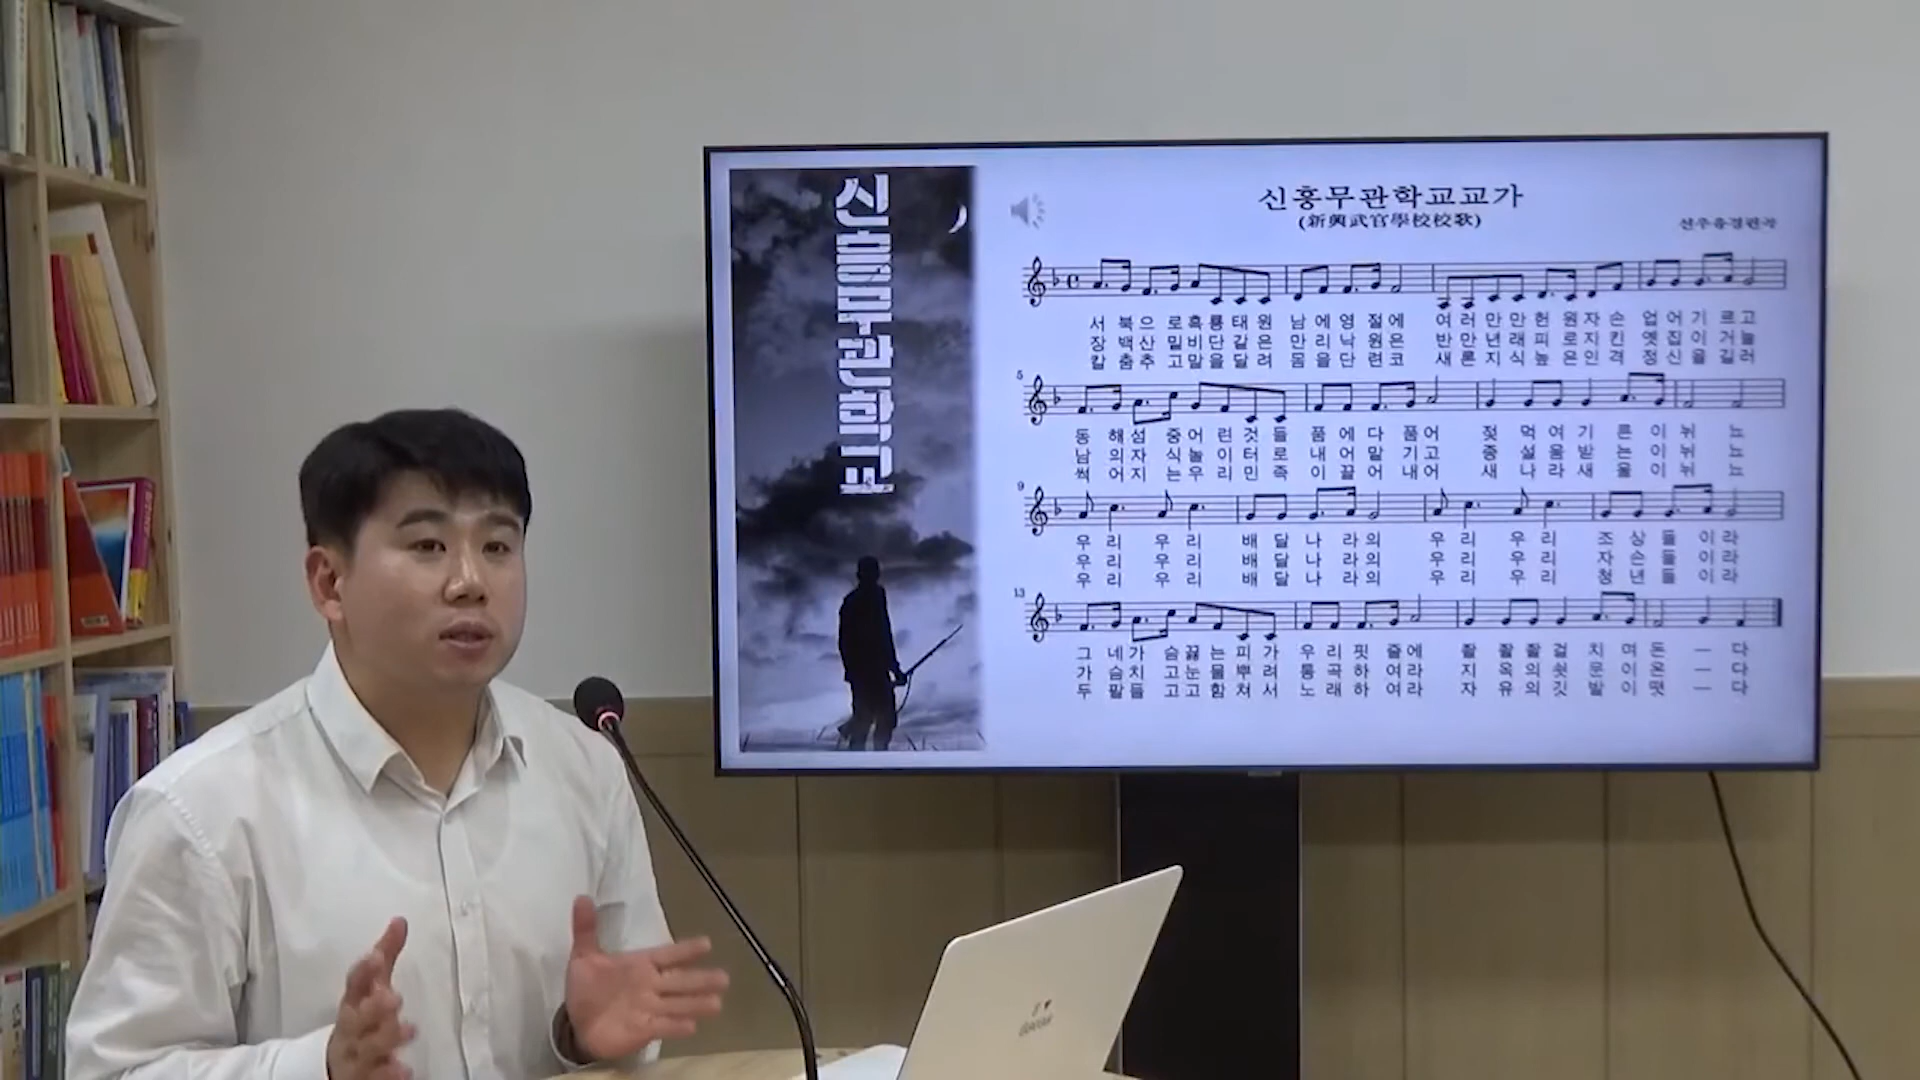 신흥무관학교
신흥무관학교교가
(新興武官學校校歌)
서 북으 로흑룡태원 남에영 절에 여러만만헌 원자손 업어기 르고
장 백산 밀비단같은 만리낙 원은 반만년래피 로지킨 옛집이 거늘
칼 춤추 고말을달려 몸을단 련코 새론지식높 은인격 정신을 길러
5
동 해섬 중어린것들 품에다 품어 젖먹여기 른이뉘 뇨
남 의자 식놀이터로 내어맡 기고 종설움받 는이뉘 뇨
썩 어지 는우리민족 이끌어 내어 새나라새 울이뉘 뇨
9
우리 우리 배달나라의 우리 우리 조상들이라
우리 우리 배달나라의 우리 우리 자손들이라
우리 우리 배달나라의 우리 우리 청년들이라
13
그 네가 슴끓는피가 우리핏 줄에 좔좔좔걸 치며돈 ― 다
가 슴치 고눈물뿌려 통곡하 여라 지옥의쇳 문이온 ― 다
두 팔들 고고함쳐서 노래하 여라 자유의깃 발이떳 ― 다